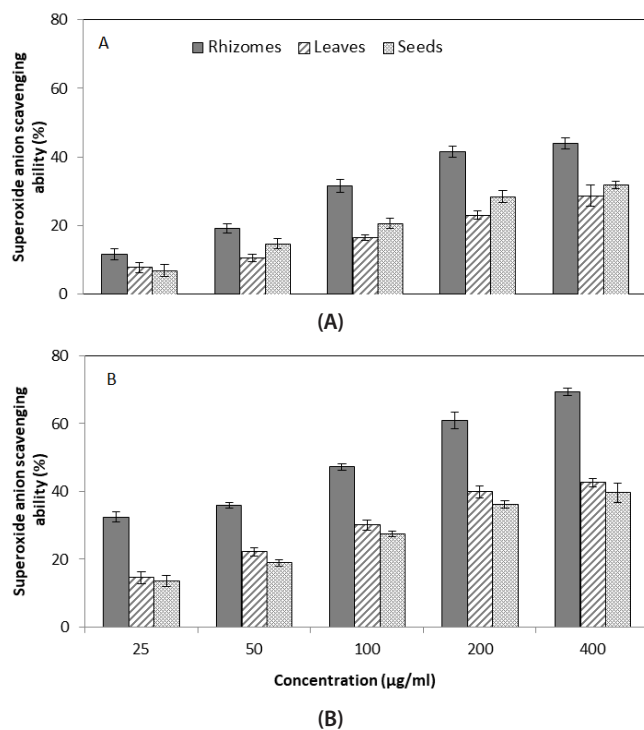 A
Rhizomes Leaves Seeds
Superoxide anion scavenging
ability (%)
80
60
40
20
0
(A)
B
Superoxide anion scavenging
ability (%)
80
60
40
20
0
25 50 100 200 400
Concentration (µg/ml)
(B)